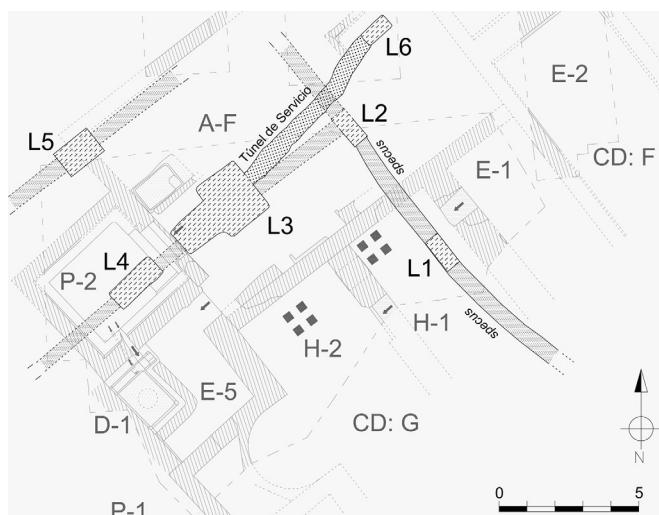 L6
E-2
Túnel de Servicio
L2
A-F
L5
CD: F
specus
E-1
L3
L4
P-2
L1
H-1
specus
H-2
E-5
D-1
CD: G
N
P-1
0
5